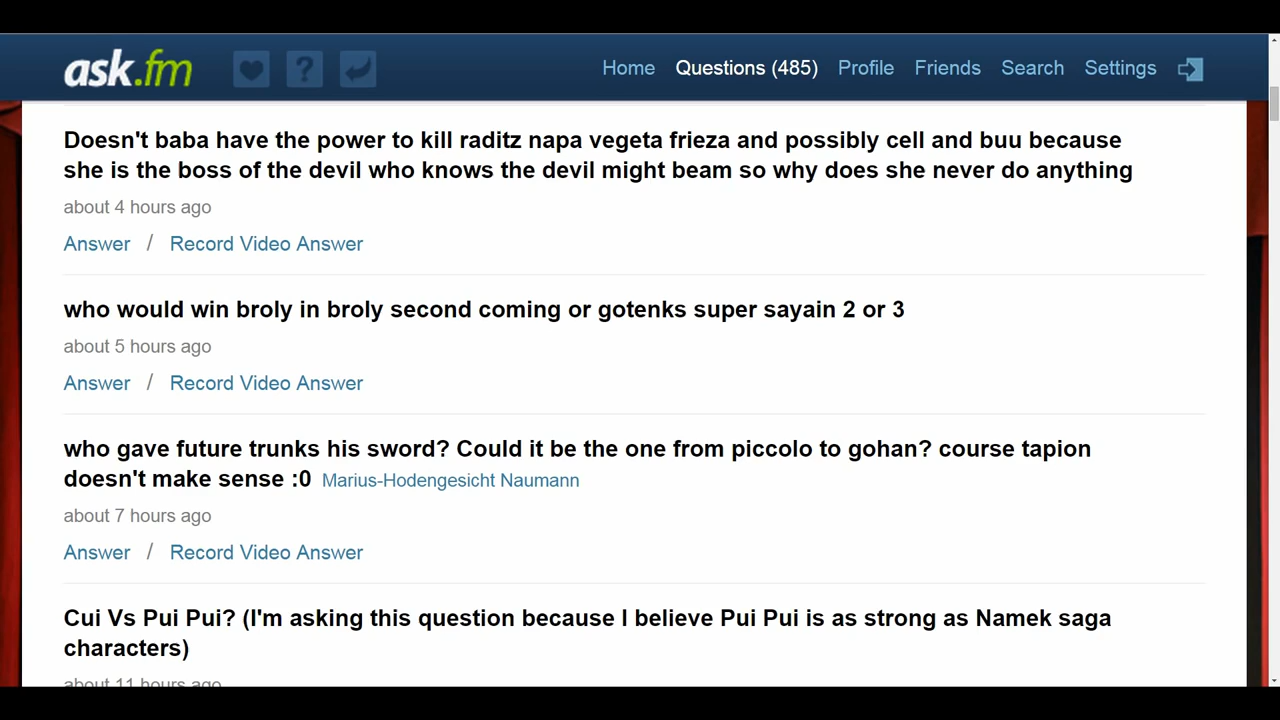 ask.fm
?
Home Questions (485) Profile Friends Search Settings
Doesn't baba have the power to kill raditz napa vegeta frieza and possibly cell and buu because
she is the boss of the devil who knows the devil might beam so why does she never do anything
about 4 hours ago
Answer / Record Video Answer
who would win broly in broly second coming or gotenks super sayain 2 or 3
about 5 hours ago
Answer / Record Video Answer
who gave future trunks his sword? Could it be the one from piccolo to gohan? course tapion
doesn't make sense :0 Marius-Hodengesicht Naumann
about 7 hours ago
Answer / Record Video Answer
Cui Vs Pui Pui? (I'm asking this question because I believe Pui Pui is as strong as Namek saga
characters)
about 11 hours ago